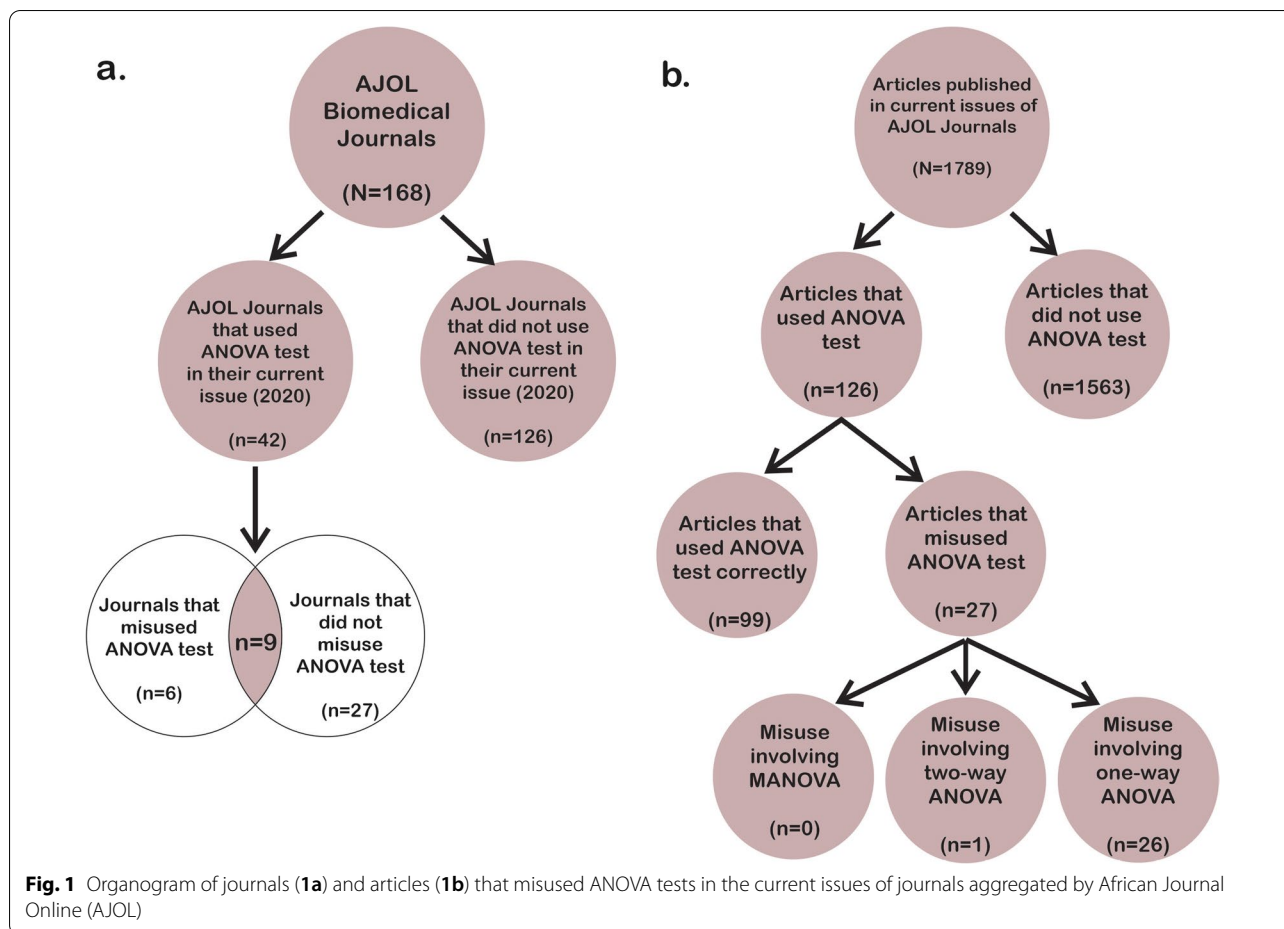 a.
AJOL
Biomedical
Journals
(N=168)
AJOL Journals
that used
ANOVA test
in their current
issue (2020)
(n=42)
AJOL Journals
that did not use
ANOVA test in
their current
issue (2020)
(n=126)
Journals that
misused
ANOVA test
(n=6)
n=9
Journals that
did not
misuse
ANOVA test
(n=27)
b.
Articles published
in current issues of
AJOL Journals
(N=1789)
Articles that
used ANOVA
test
(n=126)
Articles that
did not use
ANOVA test
(n=1563)
Articles that
used ANOVA
test correctly
(n=99)
Articles that
misused
ANOVA test
(n=27)
Misuse
involving
MANOVA
(n=0)
Misuse
involving
two-way
ANOVA
(n=1)
Misuse
involving
one-way
ANOVA
(n=26)
Fig. 1 Organogram of journals (1a) and articles (1b) that misused ANOVA tests in the current issues of journals aggregated by African Journal
Online (AJOL)